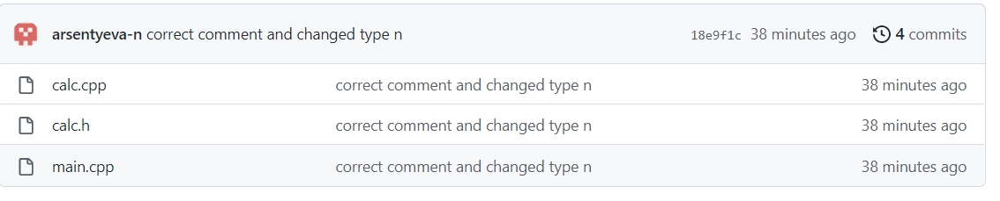 arsentyeva-n correct comment and changed type n 18e9f1c 38 minutes ago 4 commits
calc.cpp correct comment and changed type n 38 minutes ago
calc.h correct comment and changed type n 38 minutes ago
main.cpp correct comment and changed type n 38 minutes ago